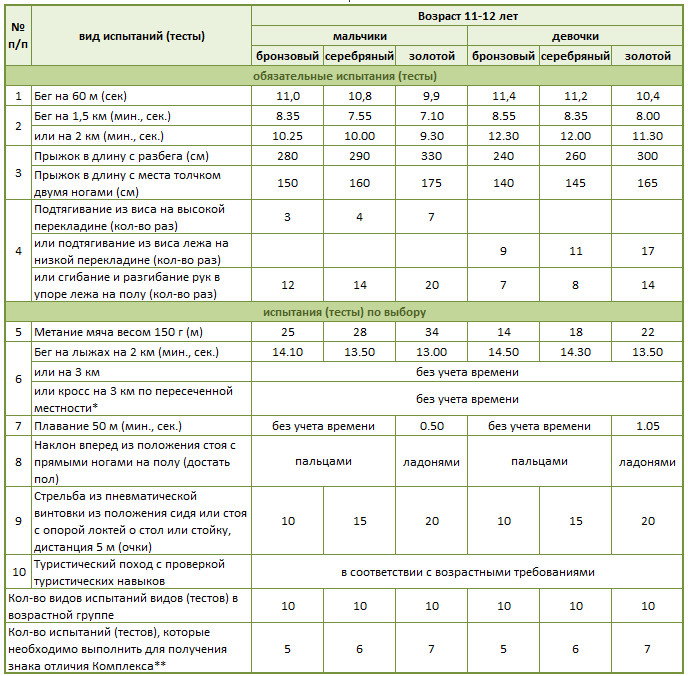 № п/п вид испытаний (тесты) Возраст 11-12 лет
мальчики девочки
бронзовый серебряный золотой бронзовый серебряный золотой
обязательные испытания (тесты)
1 Бег на 60 м (сек) 11,0 10,8 9,9 11,4 11,2 10,4
2 Бег на 1,5 км (мин., сек.) 8.35 7.55 7.10 8.55 8.35 8.00
или на 2 км (мин., сек.) 10.25 10.00 9.30 12.30 12.00 11.30
3 Прыжок в длину с разбега (см) 280 290 330 240 260 300
Прыжок в длину с места толчком
двумя ногами (см) 150 160 175 140 145 165
4 Подтягивание из виса на высокой
перекладине (кол-во раз) 3 4 7
или подтягивание из виса лежа на
низкой перекладине (кол-во раз) 9 11 17
или сгибание и разгибание рук в
упоре лежа на полу (кол-во раз) 12 14 20 7 8 14
испытания (тесты) по выбору
5 Метание мяча весом 150 г (м) 25 28 34 14 18 22
6 Бег на лыжах на 2 км (мин., сек.) 14.10 13.50 13.00 14.50 14.30 13.50
или на 3 км без учета времени
или кросс на 3 км по пересеченной
местности* без учета времени
7 Плавание 50 м (мин., сек.) без учета времени 0.50 без учета времени 1.05
8 Наклон вперед из положения стоя с
прямыми ногами на полу (достать
пол) пальцами ладонями пальцами ладонями
9 Стрельба из пневматической
винтовки из положения сидя или стоя
с опорой локтей о стол или стойку,
дистанция 5 м (очки) 10 15 20 10 15 20
10 Туристический поход с проверкой
туристических навыков в соответствии с возрастными требованиями
Кол-во видов испытаний видов (тестов) в
возрастной группе 10 10 10 10 10 10
Кол-во испытаний (тестов), которые
необходимо выполнить для получения
знака отличия Комплекса** 5 6 7 5 6 7